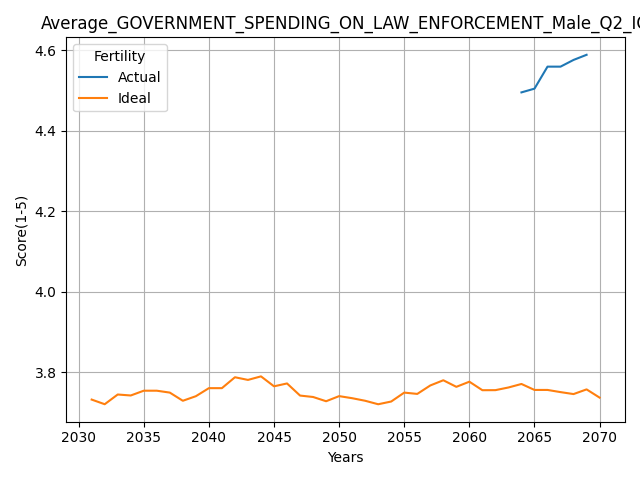 Average_GOVERNMENT_SPENDING_ON_LAW_ENFORCEMENT_Male_Q2_
Fertility
Actual
Ideal
Score(1-5)
4.6
4.4
4.2
4.0
3.8
2030 2035 2040 2045 2050 2055 2060 2065 2070
Years